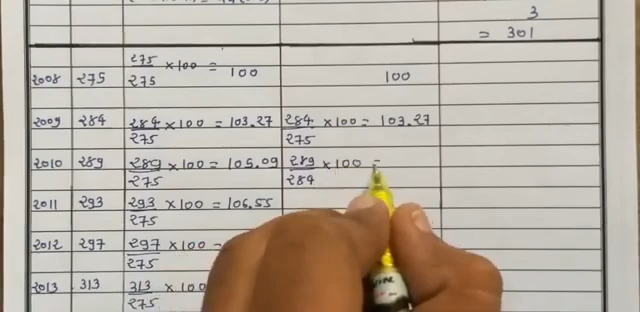 3
= 301
2008 275 275/275 × 100 = 100 100
2009 284 284/275 × 100 = 103.27 284/275 × 100 = 103.27
2010 289 289/275 × 100 = 105.09 289/284 × 100 =
2011 293 293/275 × 100 = 106.55
2012 297 297/275 × 100
2013 313 313/275 × 100